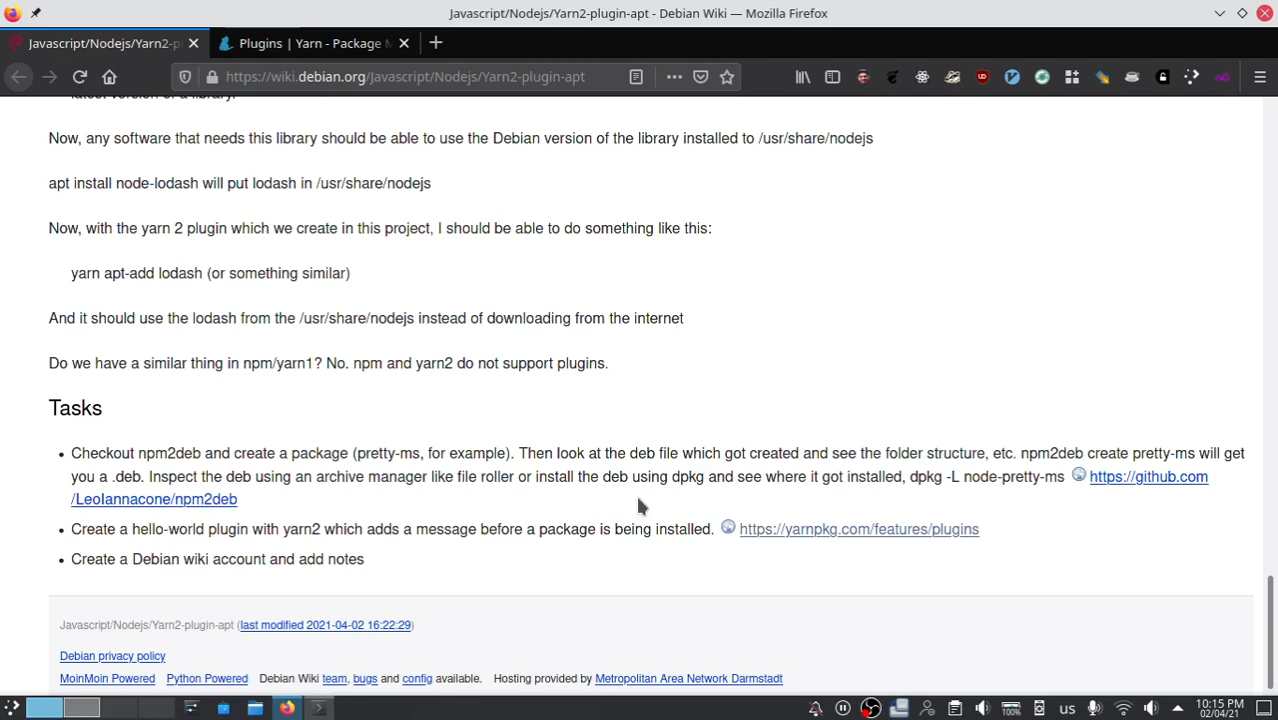 Javascript/Nodejs/Yarn2-plugin-apt - Debian Wiki — Mozilla Firefox
Javascript/Nodejs/Yarn2-p
Plugins | Yarn - Package M
https://wiki.debian.org/Javascript/Nodejs/Yarn2-plugin-apt
latest version of a library.
Now, any software that needs this library should be able to use the Debian version of the library installed to /usr/share/nodejs
apt install node-lodash will put lodash in /usr/share/nodejs
Now, with the yarn 2 plugin which we create in this project, I should be able to do something like this:
yarn apt-add lodash (or something similar)
And it should use the lodash from the /usr/share/nodejs instead of downloading from the internet
Do we have a similar thing in npm/yarn1? No. npm and yarn2 do not support plugins.
Tasks
• Checkout npm2deb and create a package (pretty-ms, for example). Then look at the deb file which got created and see the folder structure, etc. npm2deb create pretty-ms will get
you a .deb. Inspect the deb using an archive manager like file roller or install the deb using dpkg and see where it got installed, dpkg -L node-pretty-ms https://github.com
/LeoIannacone/npm2deb
• Create a hello-world plugin with yarn2 which adds a message before a package is being installed. https://yarnpkg.com/features/plugins
• Create a Debian wiki account and add notes
Javascript/Nodejs/Yarn2-plugin-apt (last modified 2021-04-02 16:22:29)
Debian privacy policy
MoinMoin Powered Python Powered Debian Wiki team, bugs and config available. Hosting provided by Metropolitan Area Network Darmstadt
100% us 10:15 PM
02/04/21